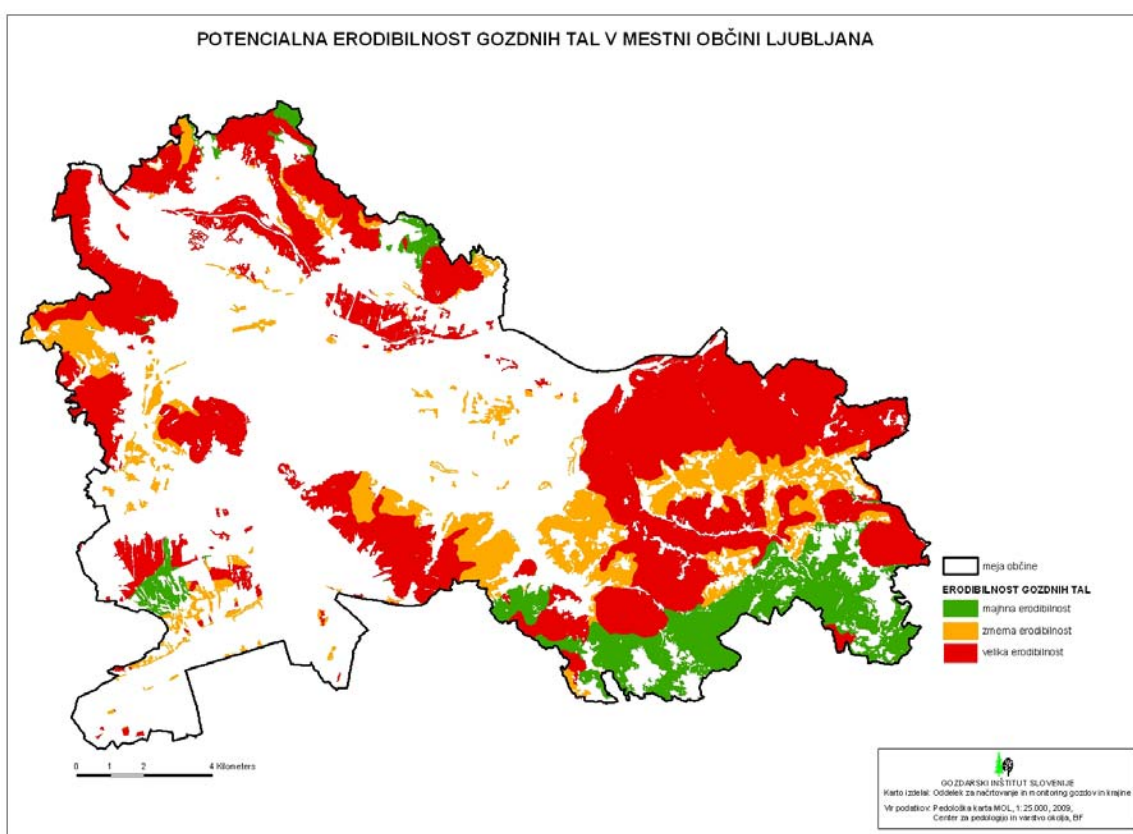 POTENCIALNA ERODIBILNOST GOZDNIH TAL V MESTNI OBČINI LJUBLJANA
meja občine
ERODIBILNOST GOZDNIH TAL
majhna erodibilnost
zmerna erodibilnost
velika erodibilnost
0 1 2 4 Kilometers
GOZDARSKI INŠTITUT SLOVENIJE
Karto izdelal: Oddelek za načrtovanje in monitoring gozdov in krajine
Vir podatkov: Pedološka karta MOL, 1: 25.000, 2009,
Center za pedologijo in varstvo okolja, BF